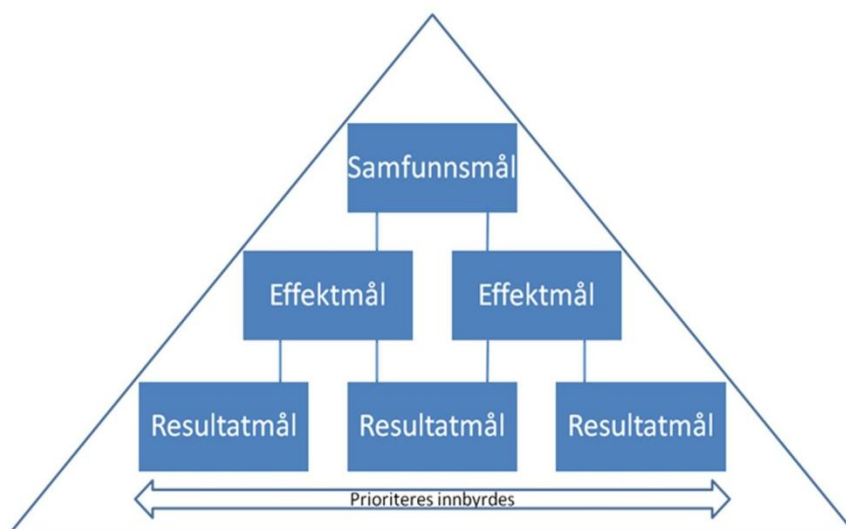 Samfunnsmål
Effektmål
Effektmål
Resultatmål
Resultatmål
Resultatmål
Prioriteres innbyrdes